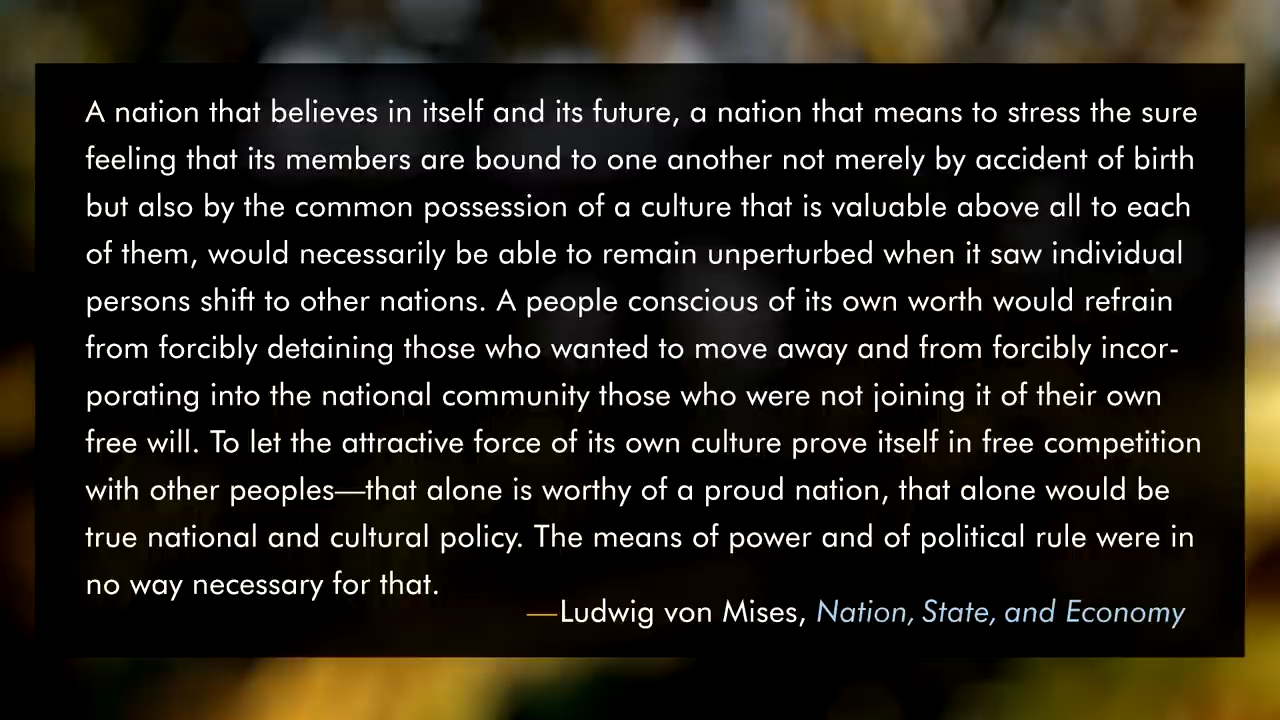 A nation that believes in itself and its future, a nation that means to stress the sure
feeling that its members are bound to one another not merely by accident of birth
but also by the common possession of a culture that is valuable above all to each
of them, would necessarily be able to remain unperturbed when it saw individual
persons shift to other nations. A people conscious of its own worth would refrain
from forcibly detaining those who wanted to move away and from forcibly incor-
porating into the national community those who were not joining it of their own
free will. To let the attractive force of its own culture prove itself in free competition
with other peoples—that alone is worthy of a proud nation, that alone would be
true national and cultural policy. The means of power and of political rule were in
no way necessary for that.
—Ludwig von Mises, Nation, State, and Economy